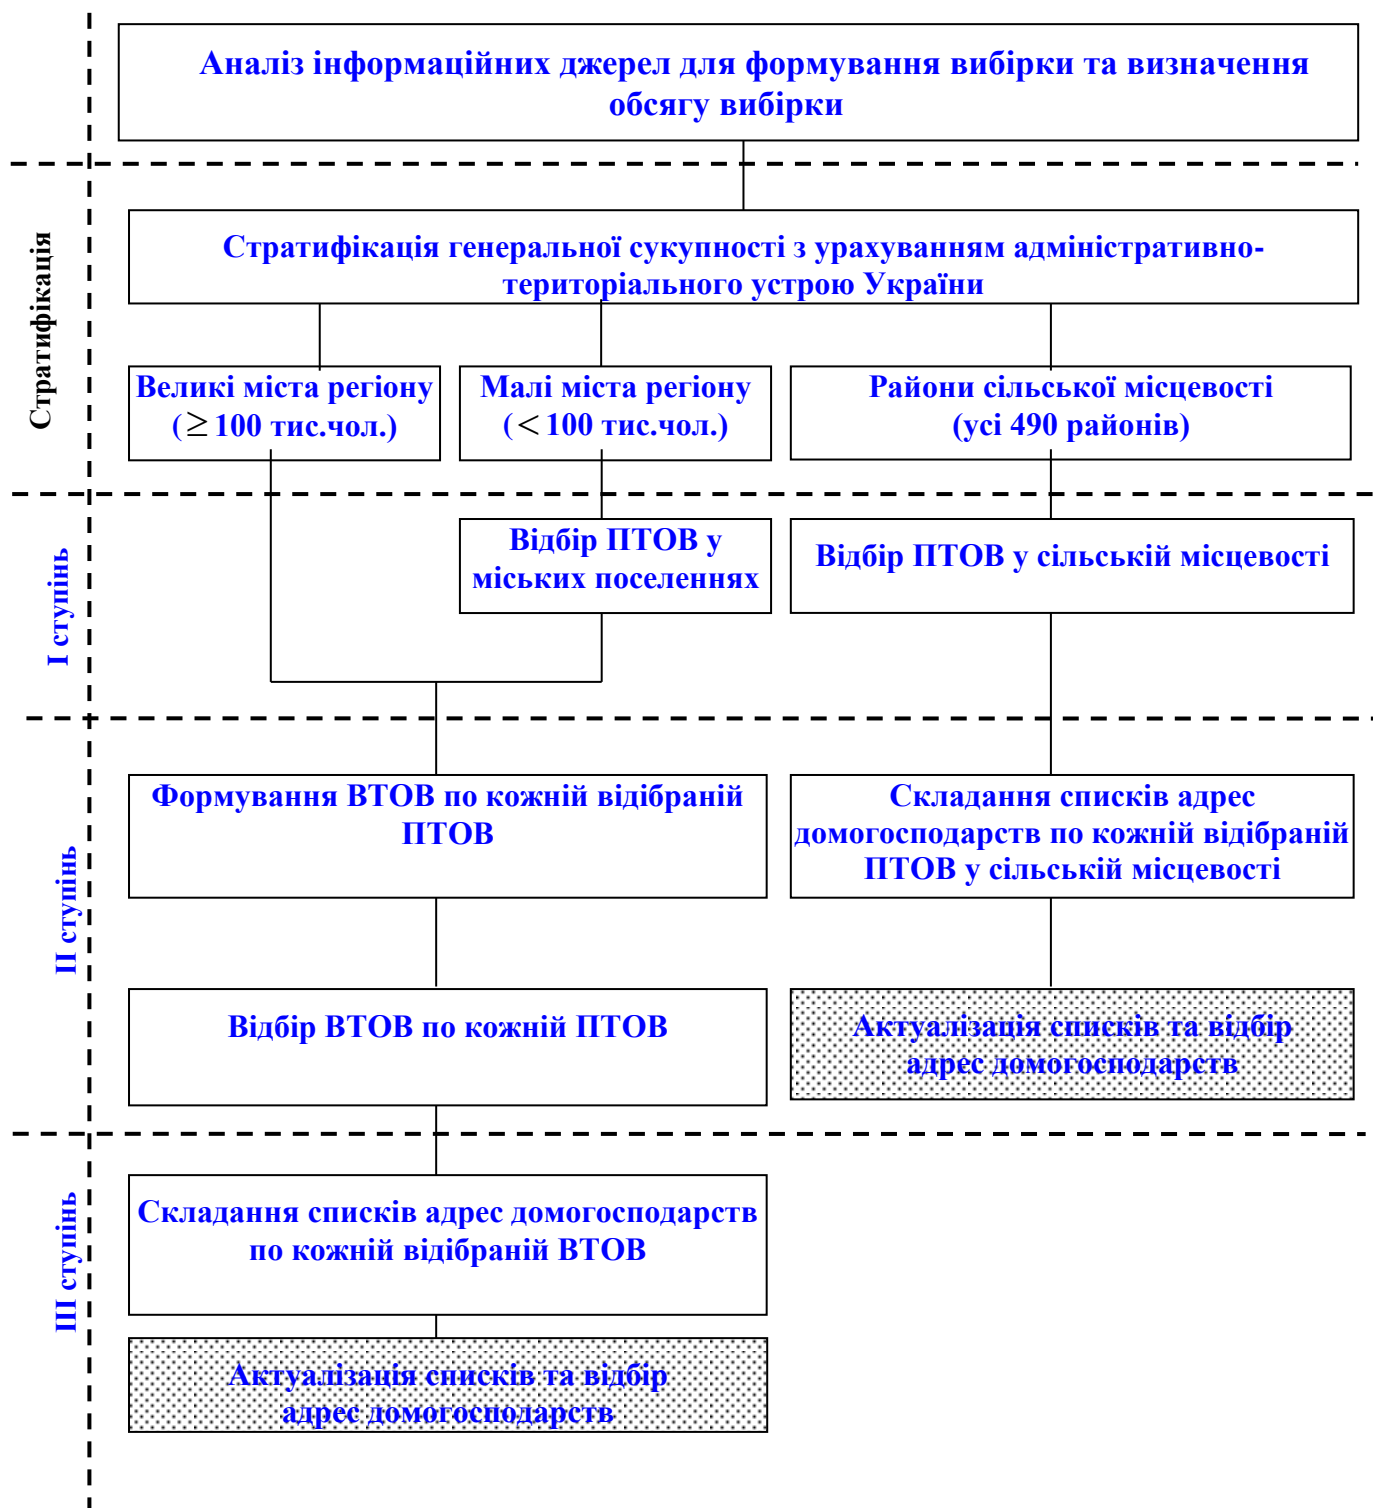 Аналіз інформаційних джерел для формування вибірки та визначення
обсягу вибірки
Стратифікація
Стратифікація генеральної сукупності з урахуванням адміністративно-
територіального устрою України
Великі міста регіону
(≥100 тис.чол.)
Малі міста регіону
(<100 тис.чол.)
Райони сільської місцевості
(усі 490 районів)
І ступінь
Відбір ПТОВ у
міських поселеннях
Відбір ПТОВ у сільській місцевості
ІІ ступінь
Формування ВТОВ по кожній відібраній
ПТОВ
Складання списків адрес
домогосподарств по кожній відібраній
ПТОВ у сільській місцевості
Відбір ВТОВ по кожній ПТОВ
Актуалізація списків та відбір
адрес домогосподарств
ІІІ ступінь
Складання списків адрес домогосподарств
по кожній відібраній ВТОВ
Актуалізація списків та відбір
адрес домогосподарств